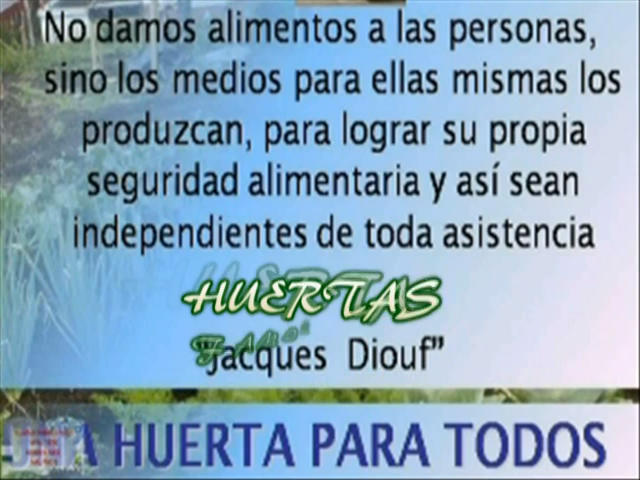 No damos alimentos a las personas,
sino los medios para ellas mismas los
produzcan, para lograr su propia
seguridad alimentaria y así sean
independientes de toda asistencia
HUERTAS
"Jacques Diouf"
A HUERTA PARA TODOS